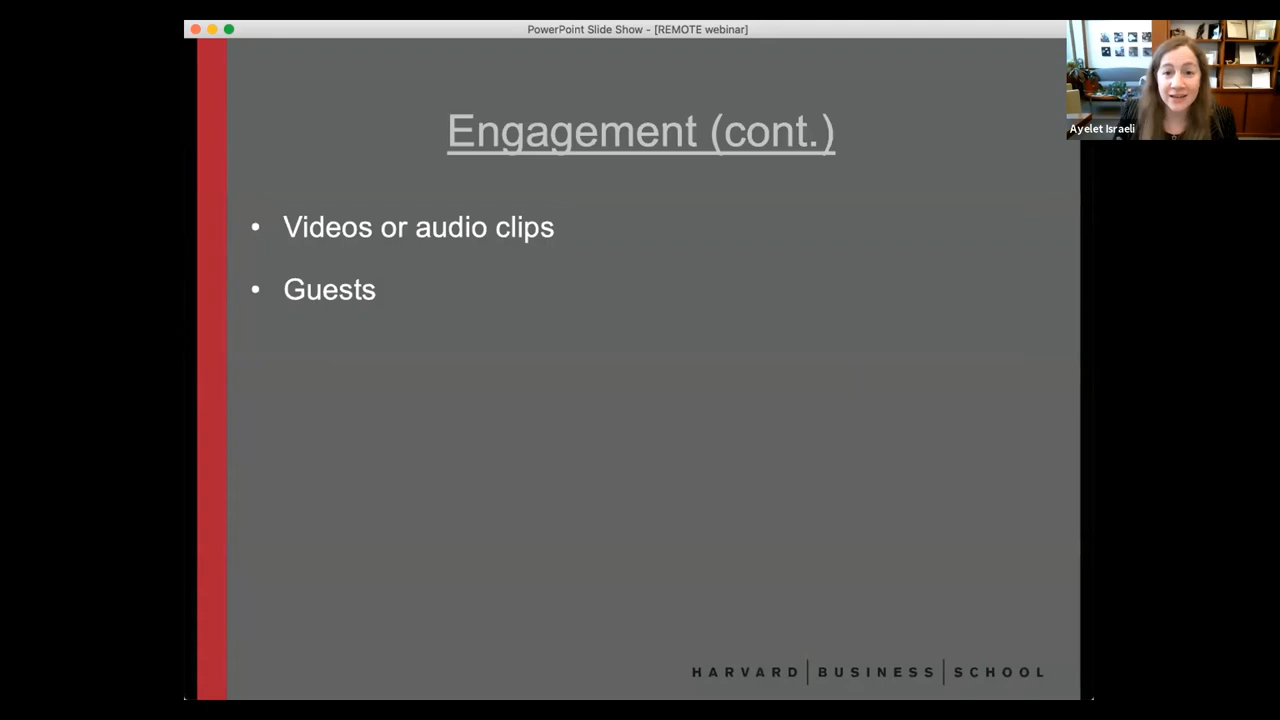 PowerPoint Slide Show - [REMOTE webinar]
Ayelet Israeli
Engagement (cont.)
• Videos or audio clips
• Guests
HARVARD | BUSINESS | SCHOOL